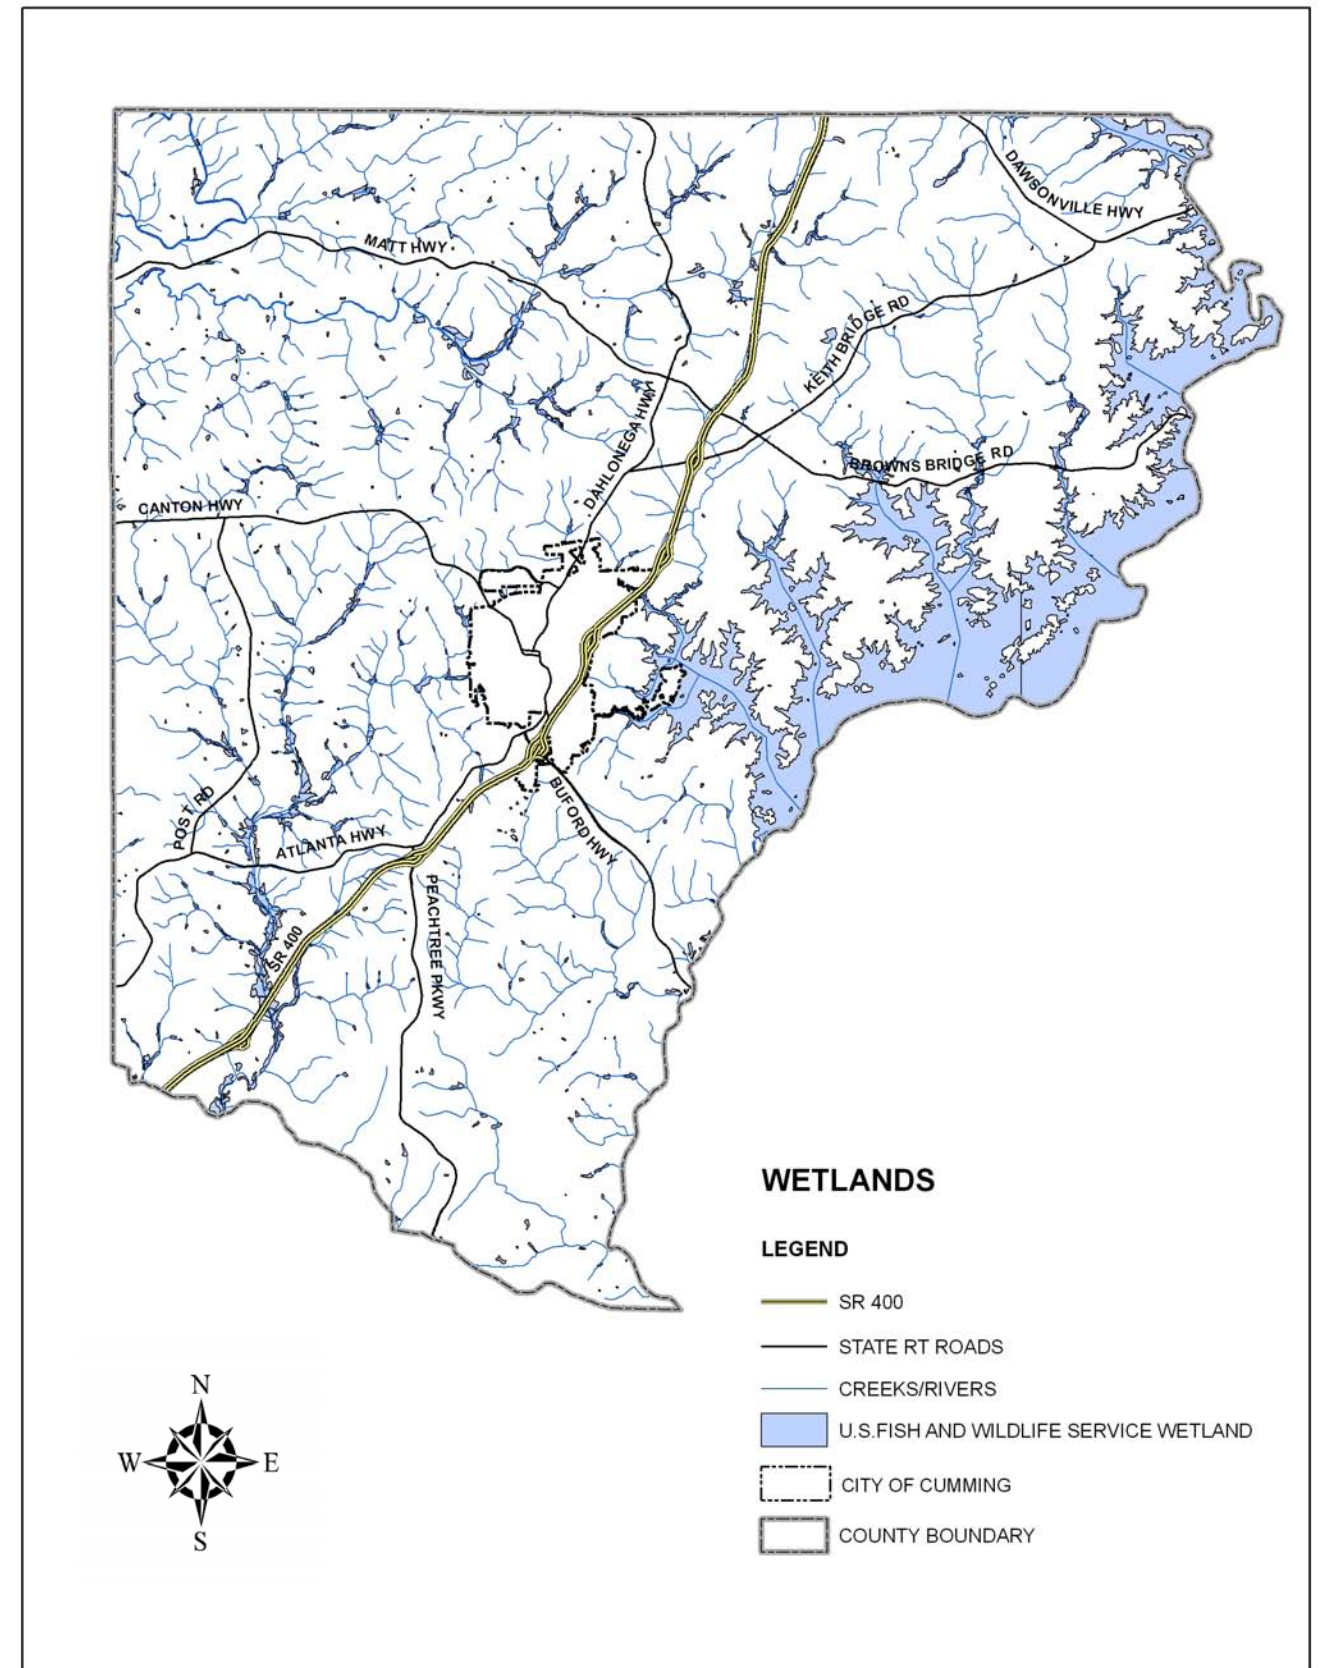 DAWSONVILLE HWY
MATT HWY
KEITH BRIDGE RD
DAHLONEGA HWY
BROWNS BRIDGE RD
CANTON HWY
POST RD
ATLANTA HWY
BUFORD HWY
PEACHTREE PKWY
SR 400
WETLANDS
LEGEND
SR 400
STATE RT ROADS
CREEKS/RIVERS
U.S.FISH AND WILDLIFE SERVICE WETLAND
CITY OF CUMMING
COUNTY BOUNDARY
N
W E
S